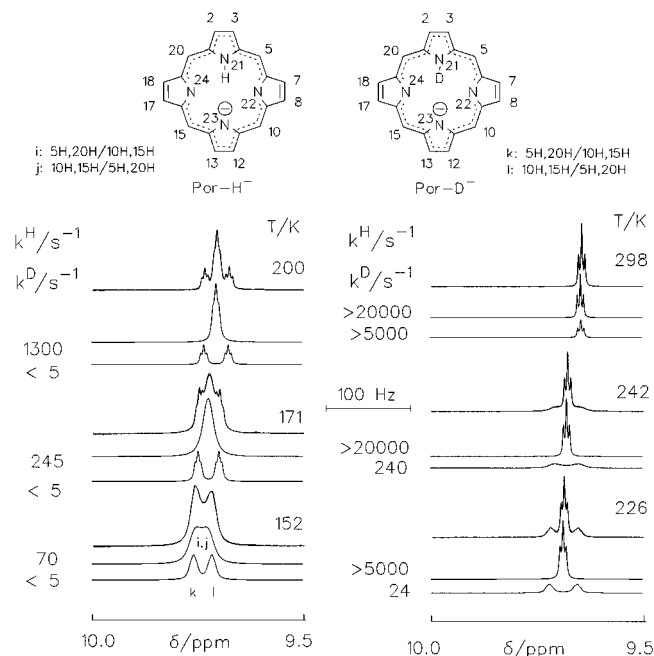 2 3
20 5
N 21
H
18 24 N N 7
17 22 8
23 N
15 10
13 12
Por-H⁻
i: 5H,20H/10H,15H
j: 10H,15H/5H,20H
2 3
20 5
N 21
D
18 24 N N 7
17 22 8
23 N
15 10
13 12
Por-D⁻
k: 5H,20H/10H,15H
l: 10H,15H/5H,20H
T/K
kᴴ/s⁻¹
200
kᴰ/s⁻¹
1300
< 5
171
245
< 5
152
i,j
70
< 5
k l
10.0 δ/ppm 9.5
T/K
kᴴ/s⁻¹
298
kᴰ/s⁻¹
>20000
>5000
100 Hz
242
>20000
240
226
>5000
24
10.0 δ/ppm 9.5